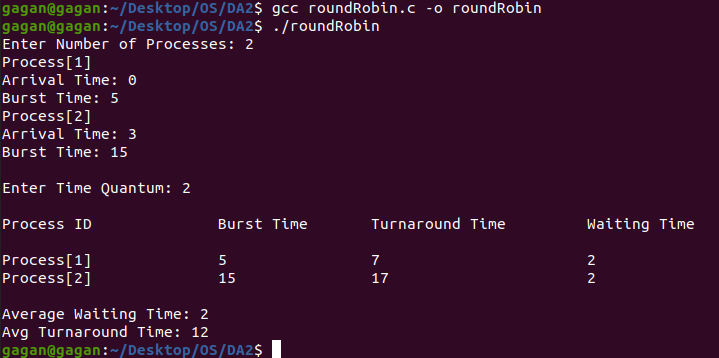 gagan@gagan:~/Desktop/OS/DA2$ gcc roundRobin.c -o roundRobin
gagan@gagan:~/Desktop/OS/DA2$ ./roundRobin
Enter Number of Processes: 2
Process[1]
Arrival Time: 0
Burst Time: 5
Process[2]
Arrival Time: 3
Burst Time: 15
Enter Time Quantum: 2
Process ID Burst Time Turnaround Time Waiting Time
Process[1] 5 7 2
Process[2] 15 17 2
Average Waiting Time: 2
Avg Turnaround Time: 12
gagan@gagan:~/Desktop/OS/DA2$